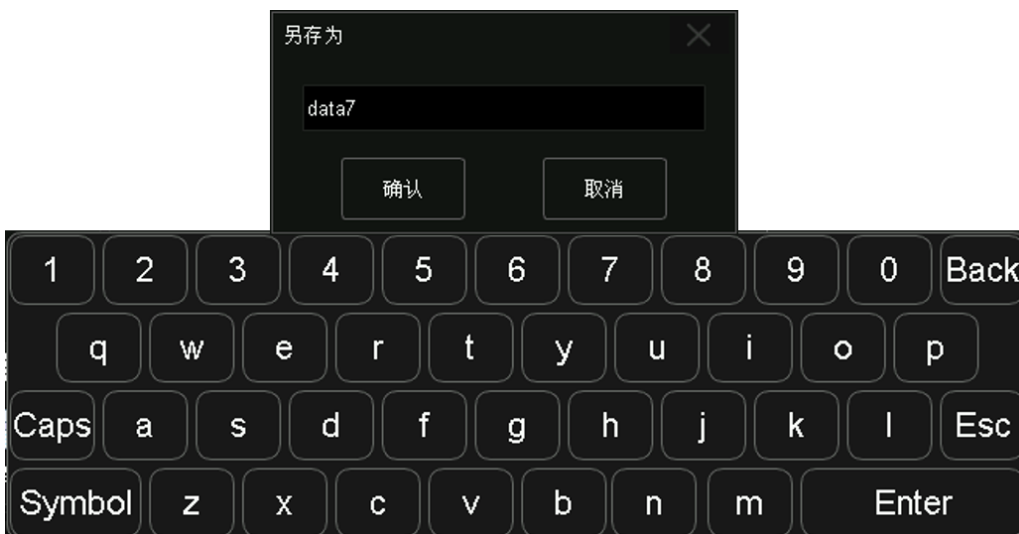 另存为
data7
确认 取消
1 2 3 4 5 6 7 8 9 0 Back
q w e r t y u i o p
Caps a s d f g h j k l Esc
Symbol z x c v b n m Enter